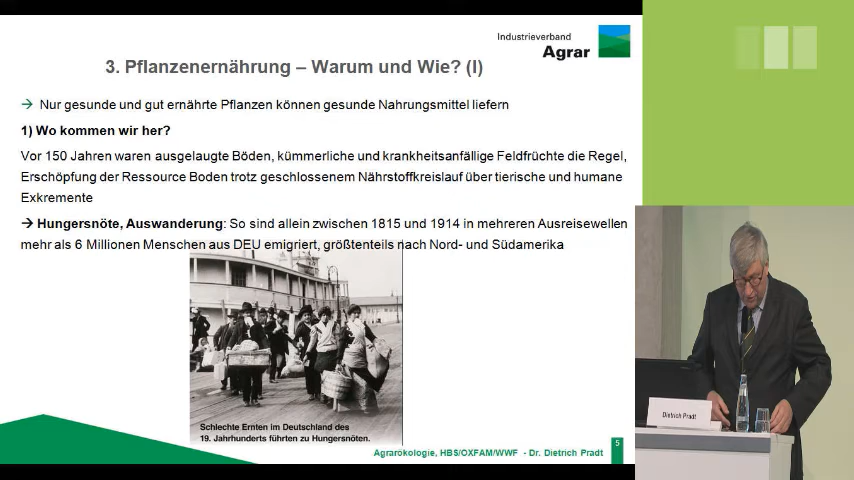 Industrieverband
Agrar
3. Pflanzenernährung – Warum und Wie? (I)
→ Nur gesunde und gut ernährte Pflanzen können gesunde Nahrungsmittel liefern
1) Wo kommen wir her?
Vor 150 Jahren waren ausgelaugte Böden, kümmerliche und krankheitsanfällige Feldfrüchte die Regel,
Erschöpfung der Ressource Boden trotz geschlossenem Nährstoffkreislauf über tierische und humane
Exkremente
→ Hungersnöte, Auswanderung: So sind allein zwischen 1815 und 1914 in mehreren Ausreisewellen
mehr als 6 Millionen Menschen aus DEU emigriert, größtenteils nach Nord- und Südamerika
Schlechte Ernten im Deutschland des
19. Jahrhunderts führten zu Hungersnöten.
Agrarökologie, HBS/OXFAM/WWF - Dr. Dietrich Pradt
5
Dietrich Pradt